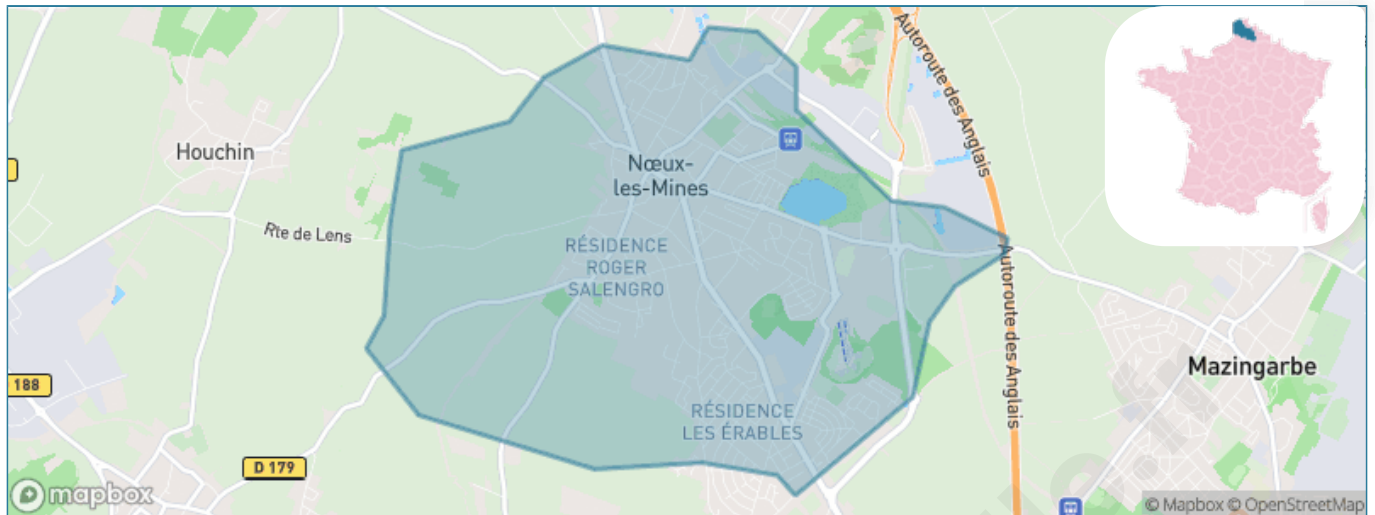 Autoroute des Anglais
Houchin
Nœux-
les-Mines
Rte de Lens
RÉSIDENCE
ROGER
SALENGRO
Autoroute des Anglais
Mazingarbe
188
RÉSIDENCE
LES ÉRABLES
D 179
mapbox
© Mapbox © OpenStreetMap